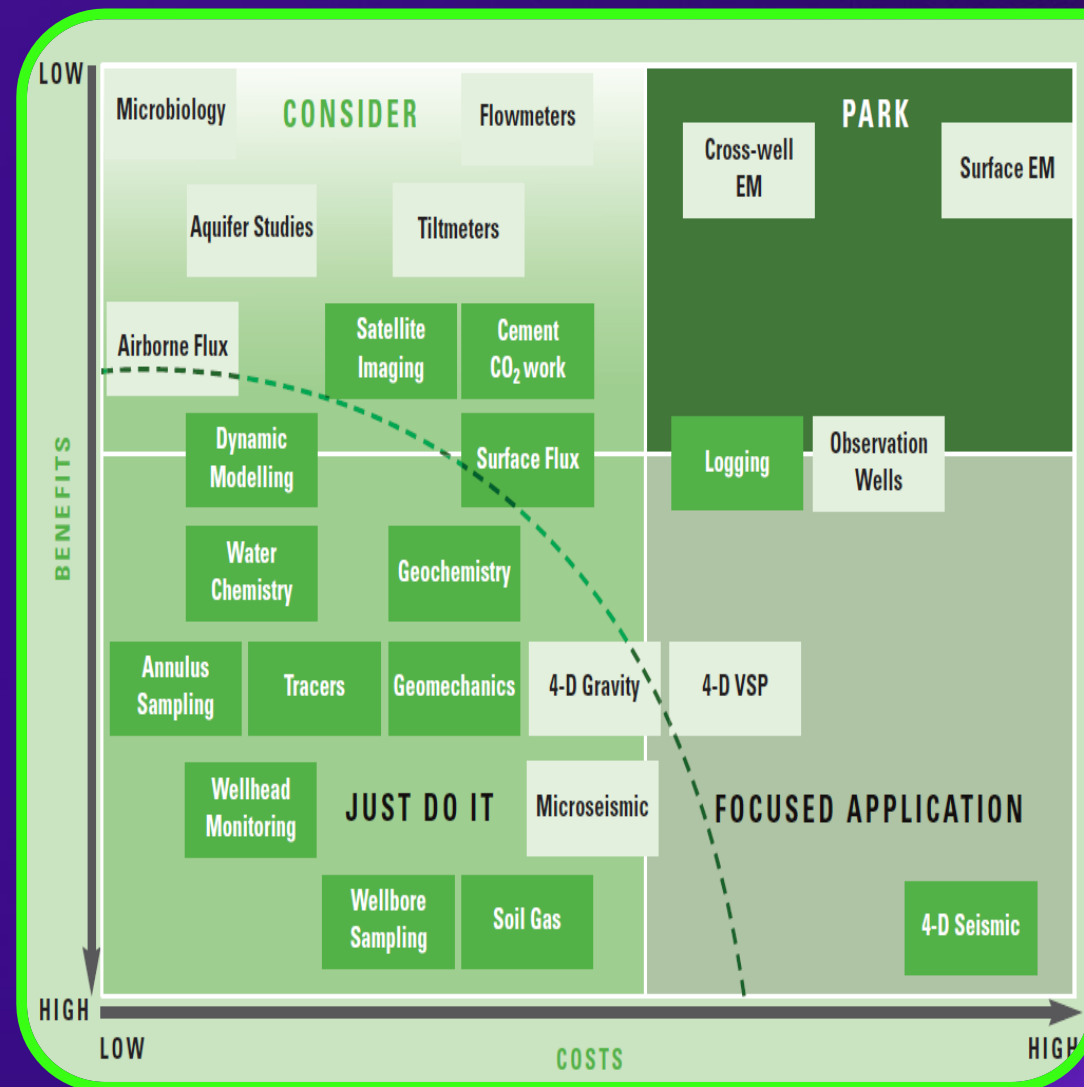 LOW
Microbiology
CONSIDER
Flowmeters
PARK
Cross-well
EM
Surface EM
Aquifer Studies
Tiltmeters
Airborne Flux
Satellite
Imaging
Cement
CO₂ work
BENEFITS
Dynamic
Modelling
Surface Flux
Logging
Observation
Wells
Water
Chemistry
Geochemistry
Annulus
Sampling
Tracers
Geomechanics
4-D Gravity
4-D VSP
Wellhead
Monitoring
JUST DO IT
Microseismic
FOCUSED APPLICATION
Wellbore
Sampling
Soil Gas
4-D Seismic
HIGH
LOW
COSTS
HIGH